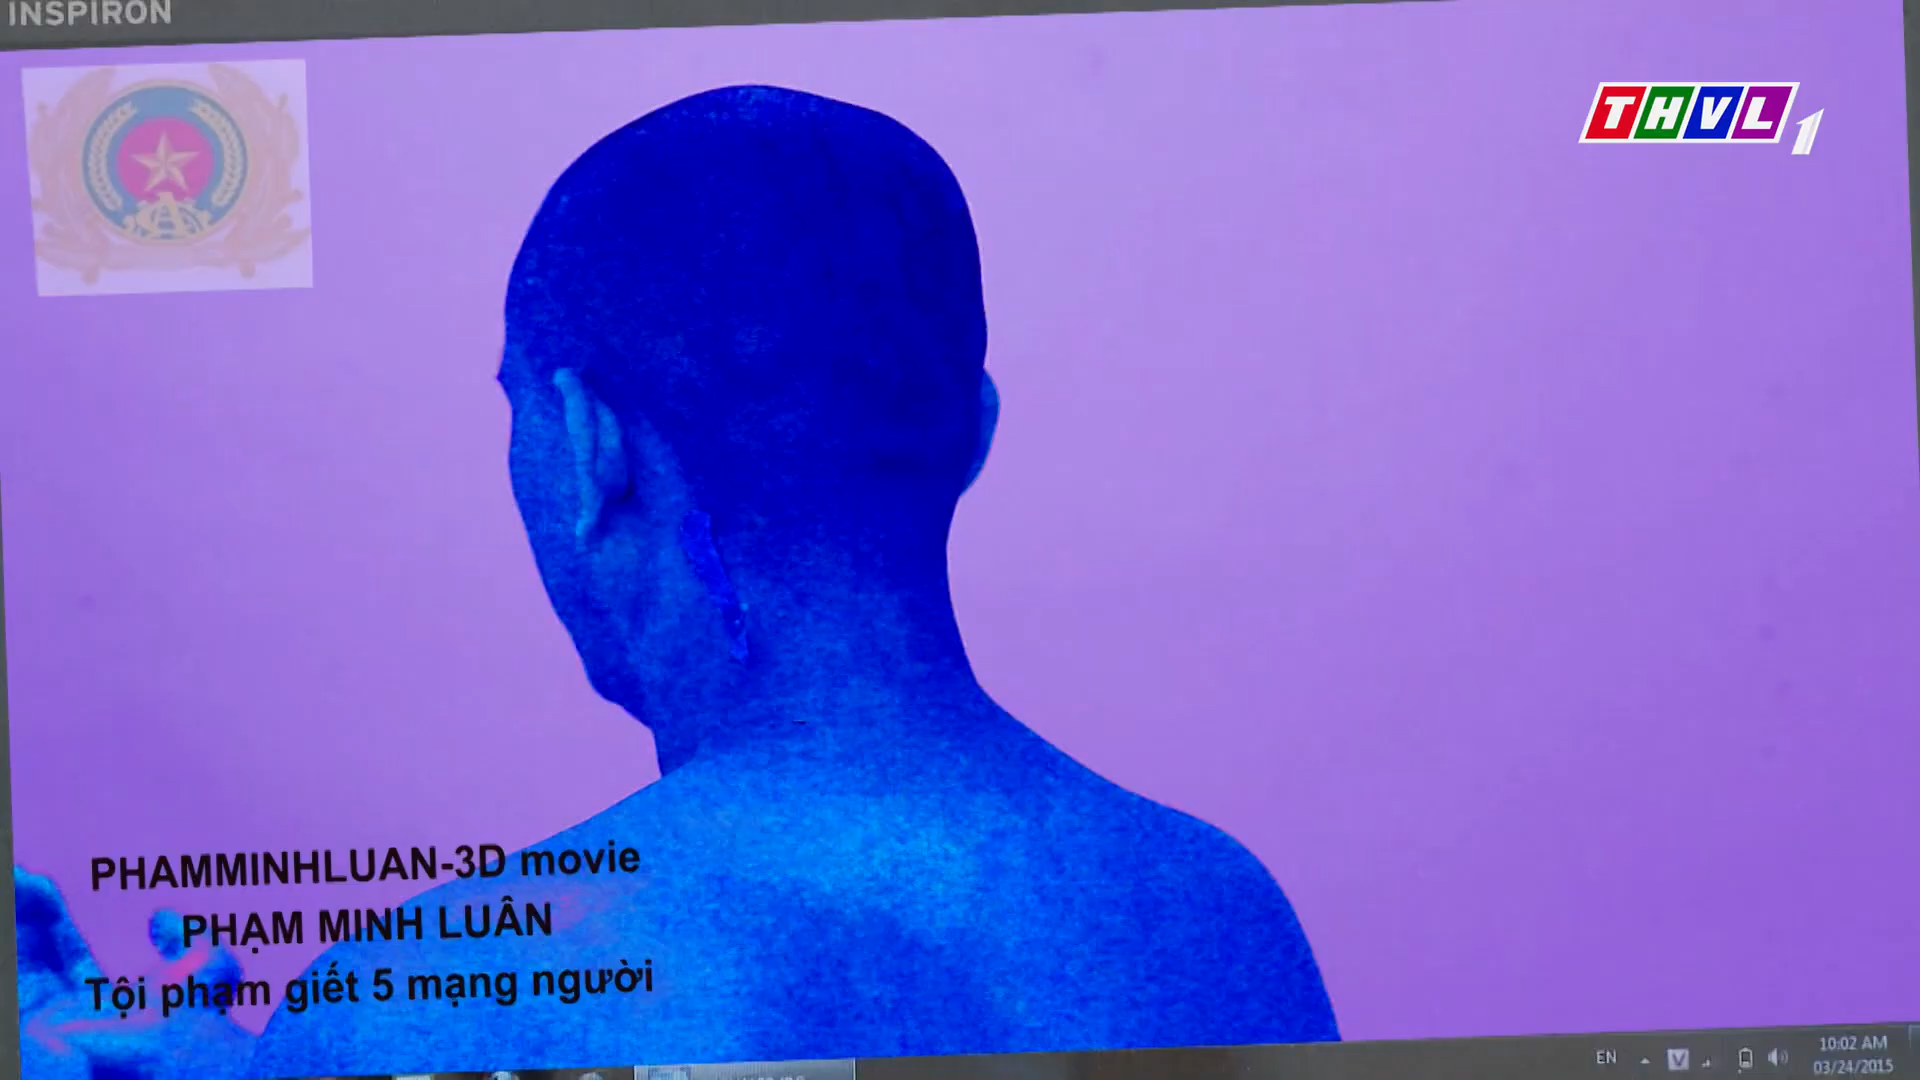 INSPIRON
THVL1
PHAMMINHLUAN-3D movie
PHẠM MINH LUÂN
Tội phạm giết 5 mạng người
EN
V
10:02 AM
03/24/2015